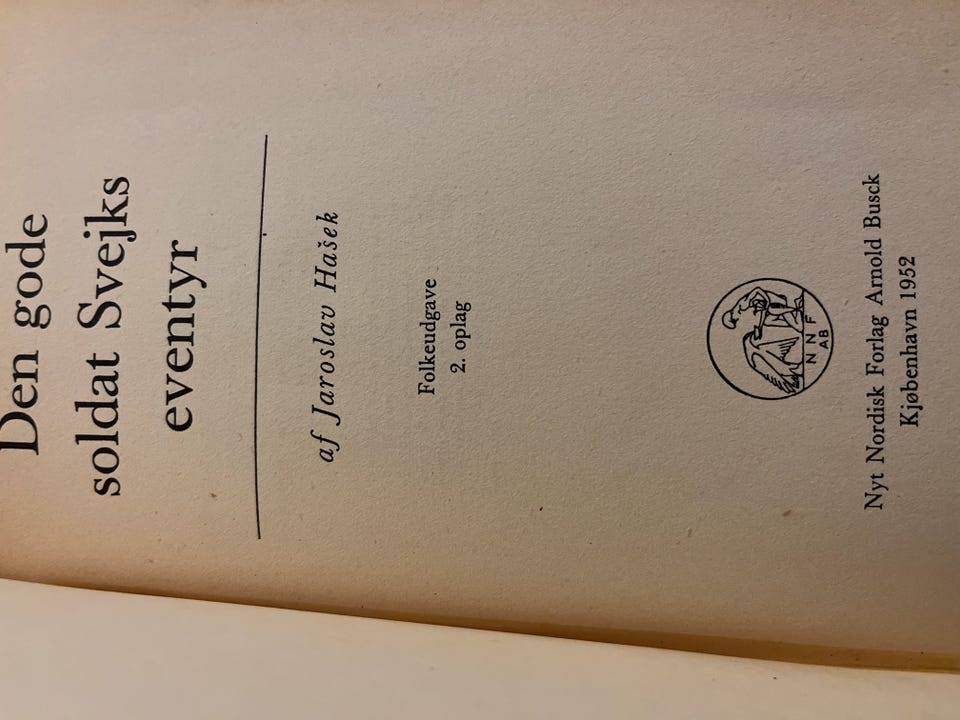 Den gode
soldat Svejks
eventyr
af Jaroslav Hašek
Folkeudgave
2. oplag
N N F
AB
Nyt Nordisk Forlag Arnold Busck
Kjøbenhavn 1952